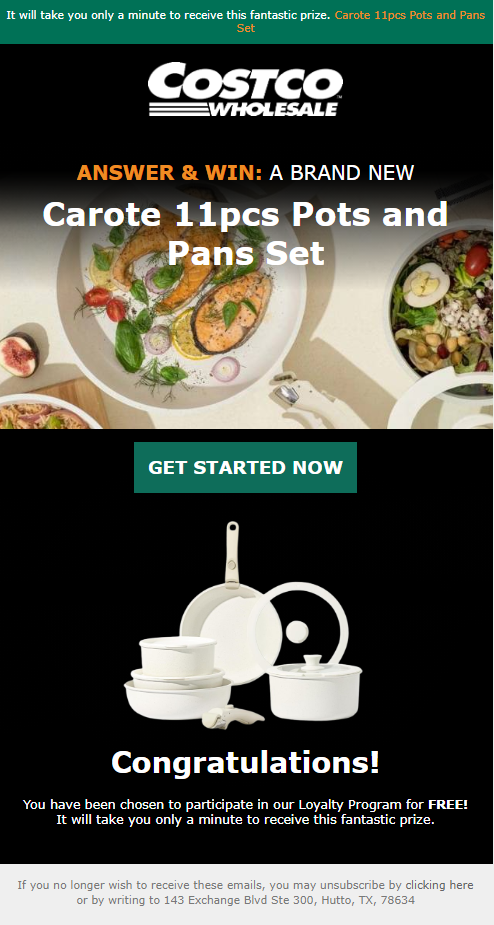 It will take you only a minute to receive this fantastic prize. Carote 11pcs Pots and Pans
Set
COSTCO
WHOLESALE
ANSWER & WIN: A BRAND NEW
Carote 11pcs Pots and
Pans Set
GET STARTED NOW
Congratulations!
You have been chosen to participate in our Loyalty Program for FREE!
It will take you only a minute to receive this fantastic prize.
If you no longer wish to receive these emails, you may unsubscribe by clicking here
or by writing to 143 Exchange Blvd Ste 300, Hutto, TX, 78634